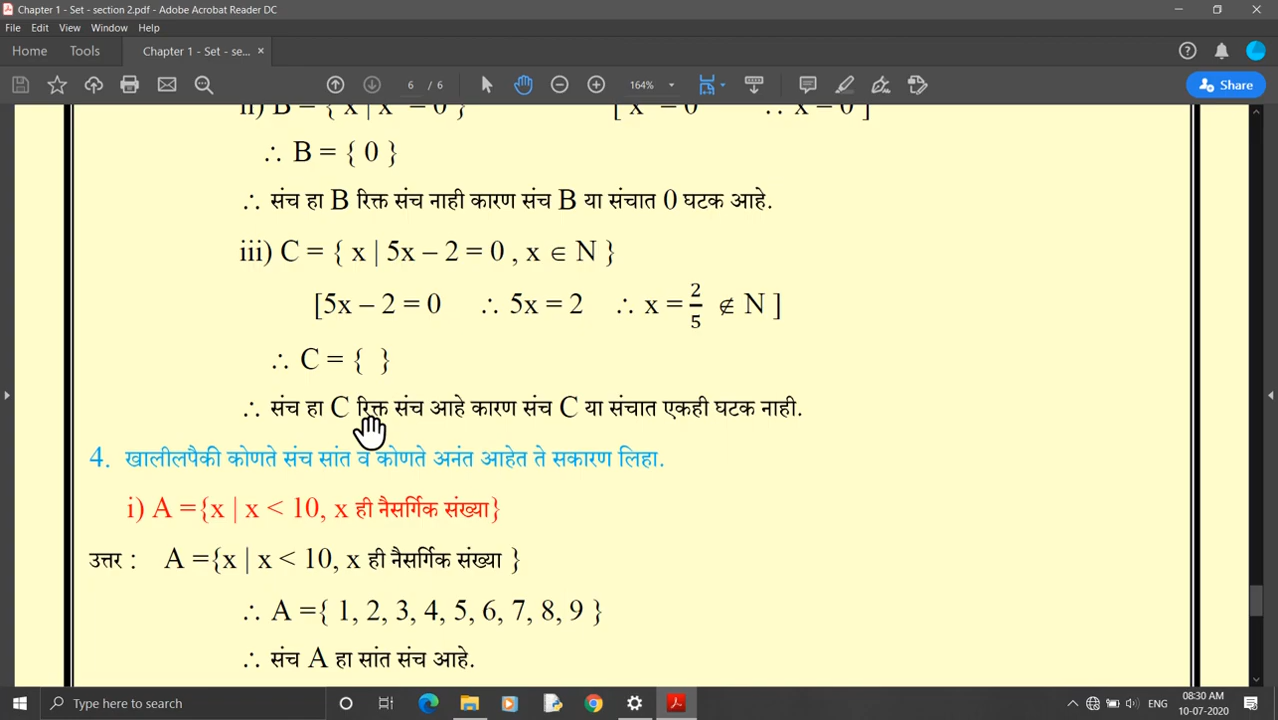 Chapter 1 - Set - section 2.pdf - Adobe Acrobat Reader DC
File Edit View Window Help
Home Tools Chapter 1 - Set - se... ×
6 / 6 164% Share
ii) B = { x | x = 0 } [ x = 0 ∴ x = 0 ]
∴ B = { 0 }
∴ संच हा B रिक्त संच नाही कारण संच B या संचात 0 घटक आहे.
iii) C = { x | 5x – 2 = 0 , x ∈ N }
[5x – 2 = 0 ∴ 5x = 2 ∴ x = 2/5 ∉ N ]
∴ C = { }
∴ संच हा C रिक्त संच आहे कारण संच C या संचात एकही घटक नाही.
4. खालीलपैकी कोणते संच सांत व कोणते अनंत आहेत ते सकारण लिहा.
i) A ={x | x < 10, x ही नैसर्गिक संख्या}
उत्तर : A ={x | x < 10, x ही नैसर्गिक संख्या }
∴ A ={ 1, 2, 3, 4, 5, 6, 7, 8, 9 }
∴ संच A हा सांत संच आहे.
Type here to search ENG 08:30 AM
10-07-2020